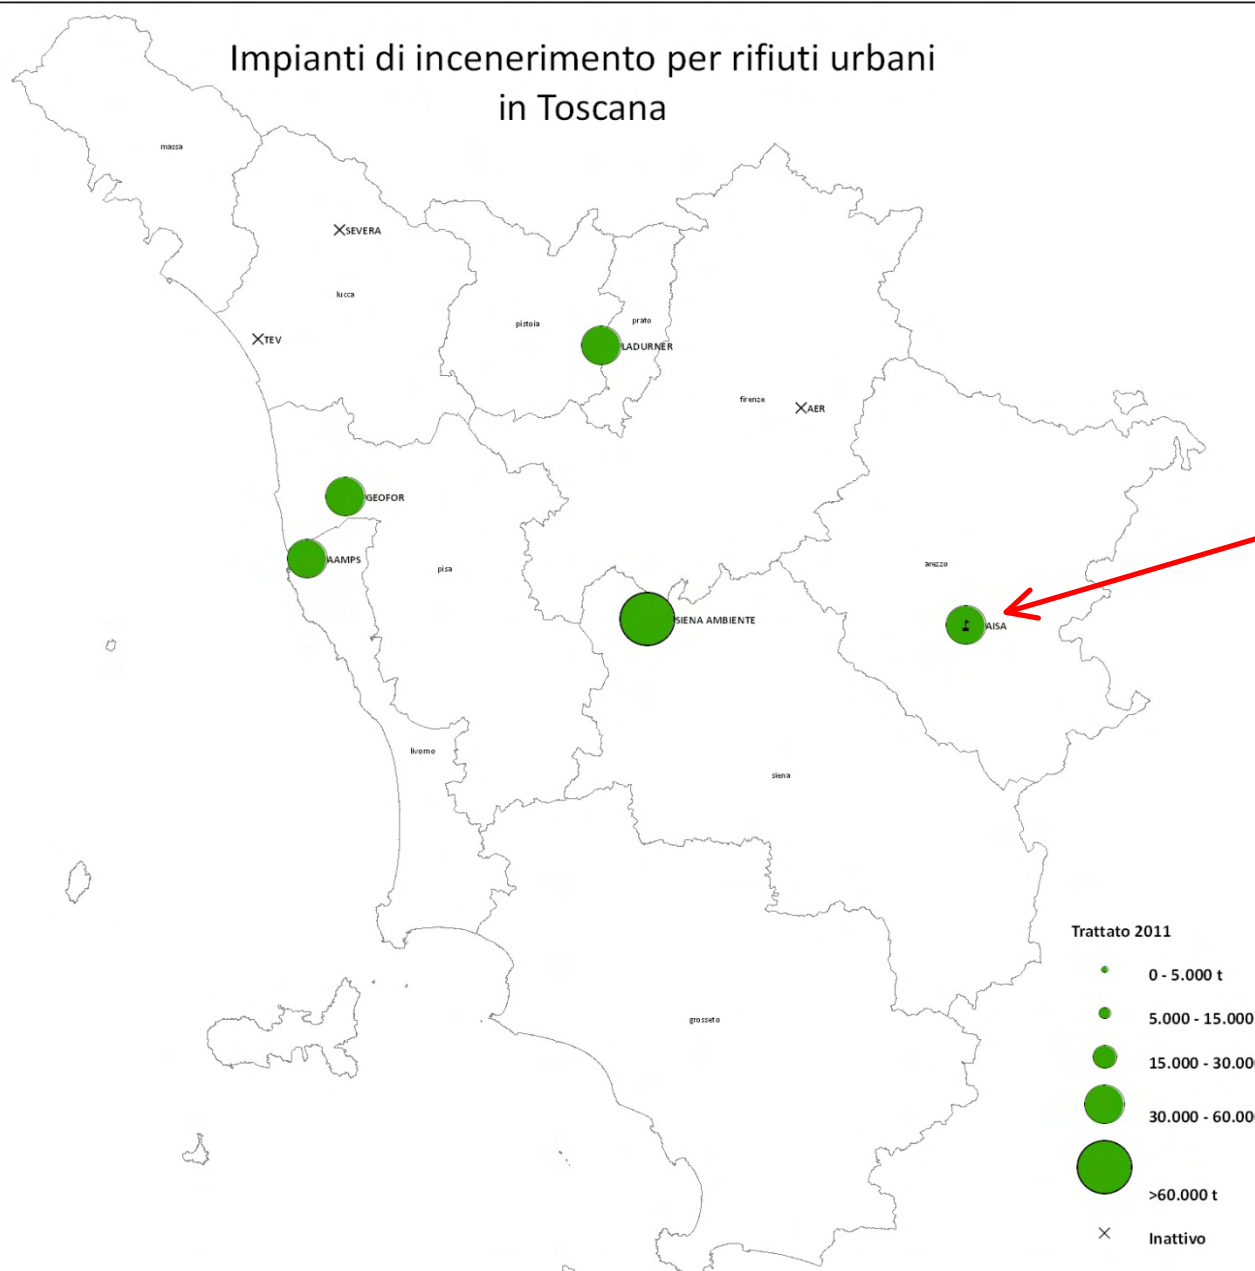 Impianti di incenerimento per rifiuti urbani
in Toscana
massa
SEVERA
lucca
pistoia
prato
TEV
LADURNER
firenze
AER
GEOFOR
AAMPS
pisa
arezzo
SIENA AMBIENTE
AISA
livorno
siena
grosseto
Trattato 2011
0 - 5.000 t
5.000 - 15.000
15.000 - 30.00
30.000 - 60.00
>60.000 t
Inattivo